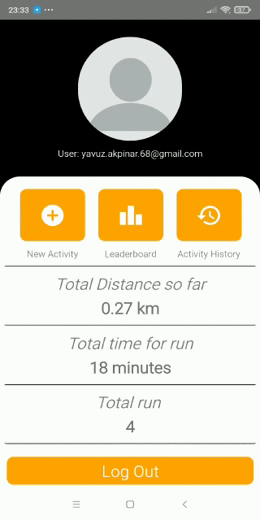 23:33
67
User: yavuz.akpinar.68@gmail.com
New Activity
Leaderboard
Activity History
Total Distance so far
0.27 km
Total time for run
18 minutes
Total run
4
Log Out